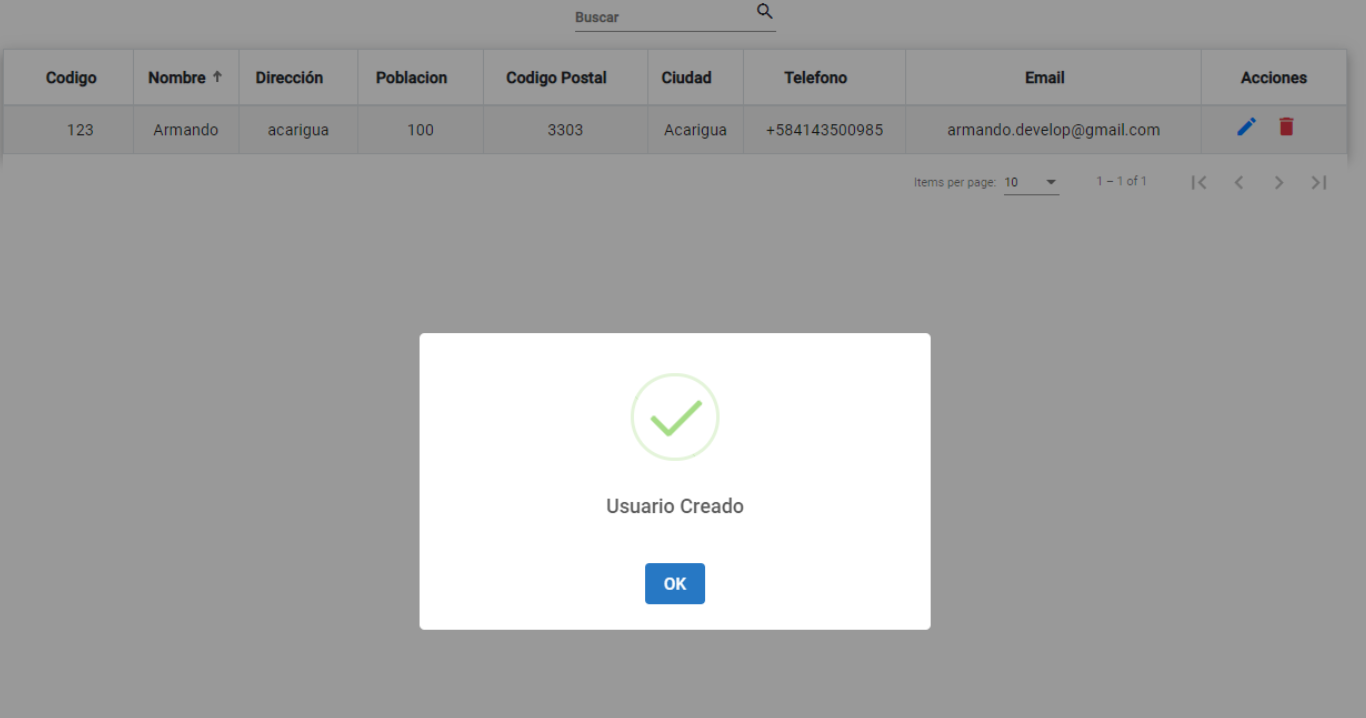 Buscar
Codigo Nombre Dirección Poblacion Codigo Postal Ciudad Telefono Email Acciones
123 Armando acarigua 100 3303 Acarigua +584143500985 armando.develop@gmail.com
Items per page: 10 1 – 1 of 1
Usuario Creado
OK